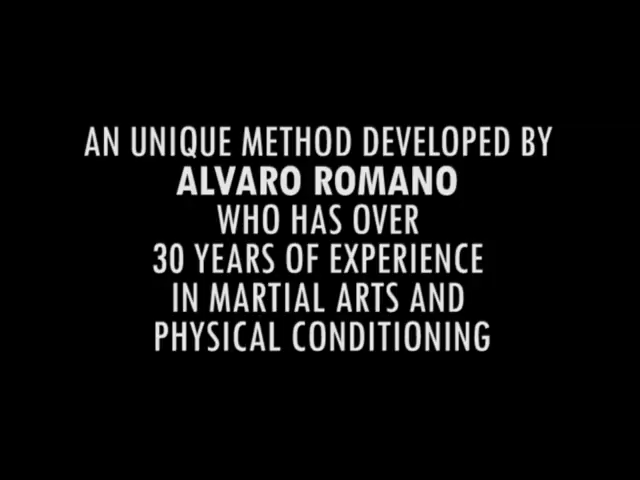 AN UNIQUE METHOD DEVELOPED BY
ALVARO ROMANO
WHO HAS OVER
30 YEARS OF EXPERIENCE
IN MARTIAL ARTS AND
PHYSICAL CONDITIONING